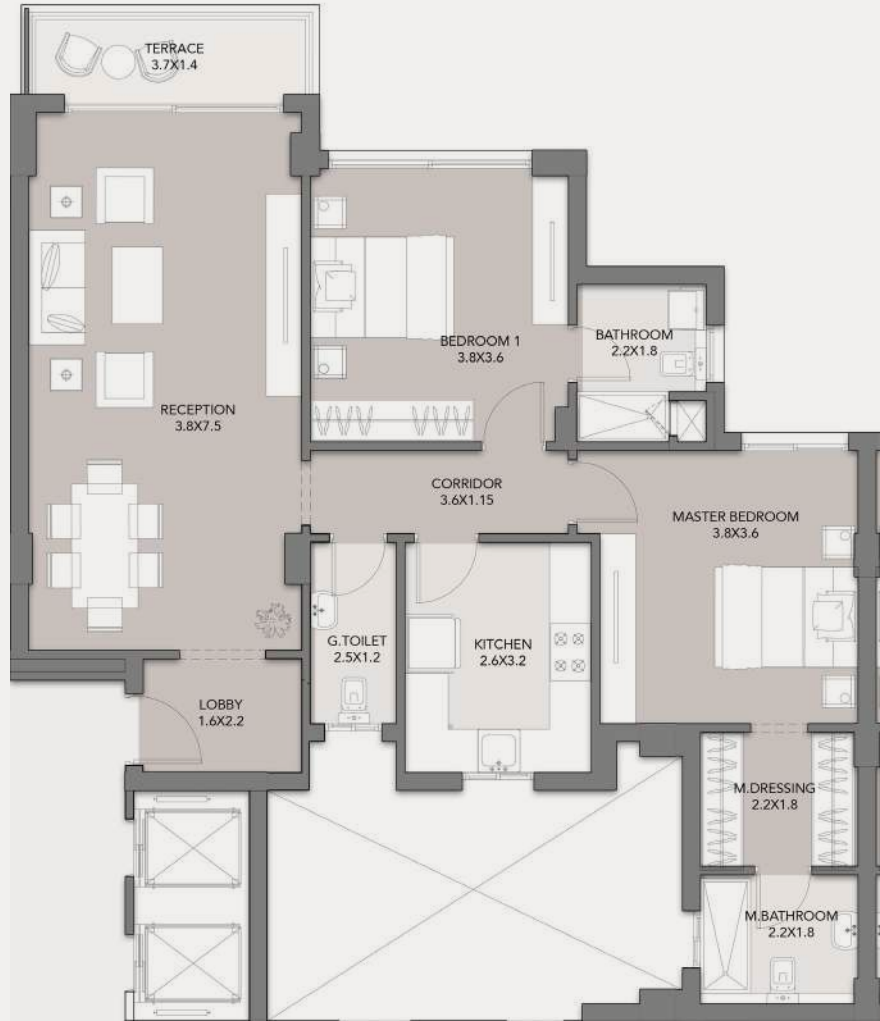 TERRACE
3.7X1.4
BEDROOM 1
3.8X3.6
BATHROOM
2.2X1.8
RECEPTION
3.8X7.5
CORRIDOR
3.6X1.15
MASTER BEDROOM
3.8X3.6
G.TOILET
2.5X1.2
KITCHEN
2.6X3.2
LOBBY
1.6X2.2
M.DRESSING
2.2X1.8
M.BATHROOM
2.2X1.8